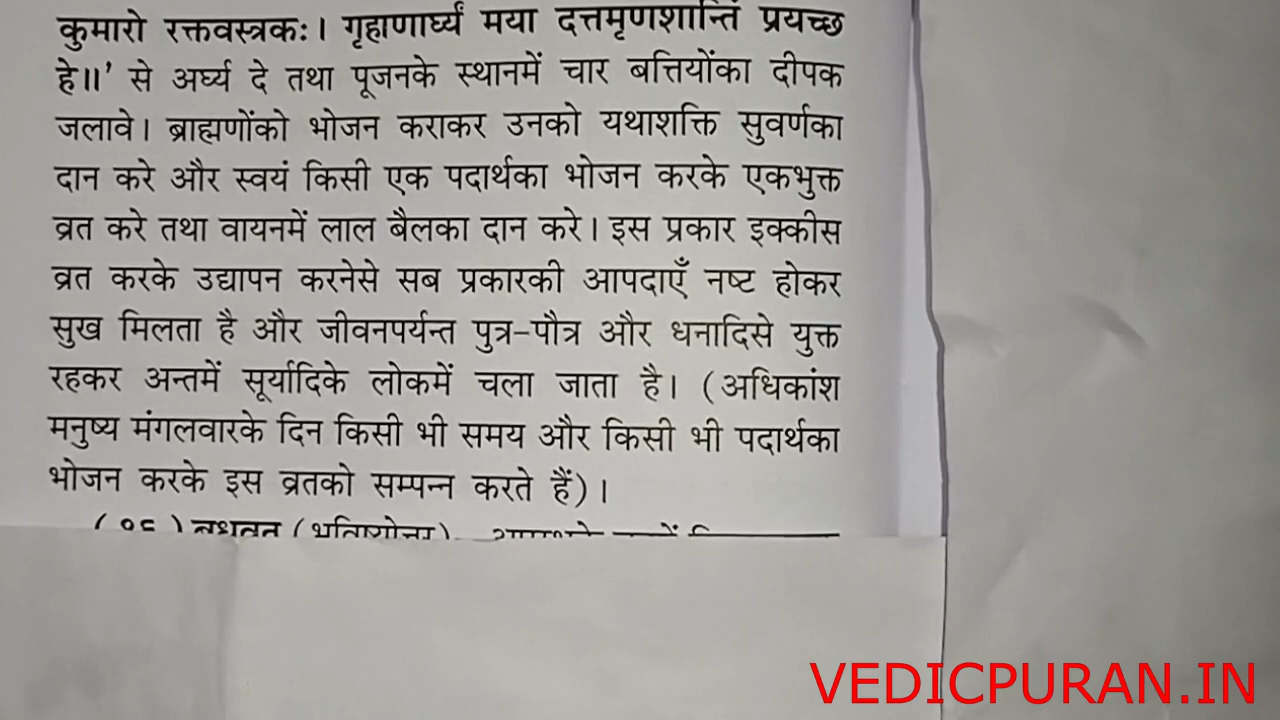 कुमारो रक्तवस्त्रकः। गृहाणार्घ्यं मया दत्तमृणशान्तिं प्रयच्छ
हे॥’ से अर्घ्य दे तथा पूजनके स्थानमें चार बत्तियोंका दीपक
जलावे। ब्राह्मणोंको भोजन कराकर उनको यथाशक्ति सुवर्णका
दान करे और स्वयं किसी एक पदार्थका भोजन करके एकभुक्त
व्रत करे तथा वायनमें लाल बैलका दान करे। इस प्रकार इक्कीस
व्रत करके उद्यापन करनेसे सब प्रकारकी आपदाएँ नष्ट होकर
सुख मिलता है और जीवनपर्यन्त पुत्र-पौत्र और धनादिसे युक्त
रहकर अन्तमें सूर्यादिके लोकमें चला जाता है। (अधिकांश
मनुष्य मंगलवारके दिन किसी भी समय और किसी भी पदार्थका
भोजन करके इस व्रतको सम्पन्न करते हैं)।
VEDICPURAN.IN